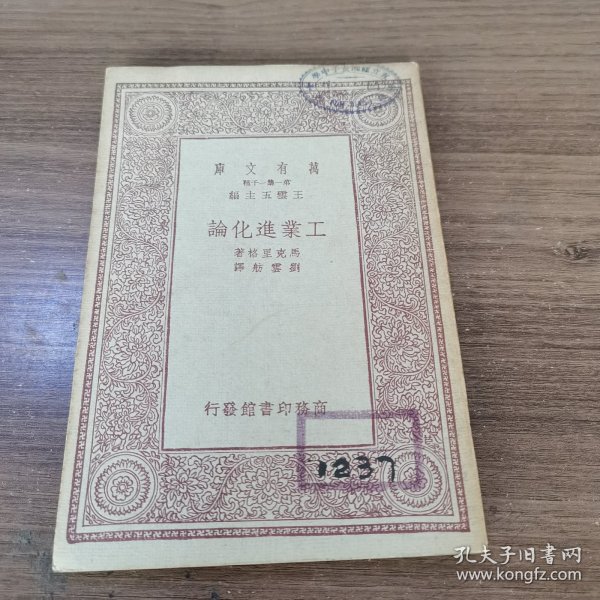 萬有文庫
第一集一千種
王雲五主編
工業進化論
馬克里格著
劉雲舫譯
商務印書館發行
1237
孔夫子旧书网
www.kongfz.com